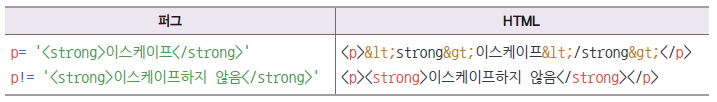 퍼그 HTML
p= '<strong>이스케이프</strong>' <p>&lt;strong&gt;이스케이프&lt;/strong&gt;</p>
p!= '<strong>이스케이프하지 않음</strong>' <p><strong>이스케이프하지 않음</strong></p>